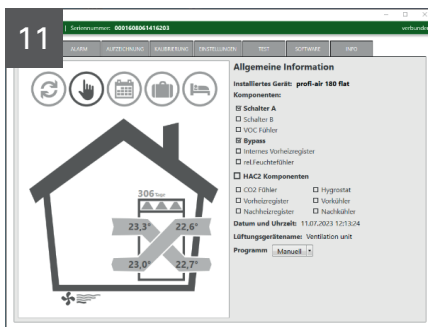 11
| Seriennummer: 0001608061416203
verbunden
ALARM AUFZEICHNUNG KALIBRIERUNG EINSTELLUNGEN TEST SOFTWARE INFO
Allgemeine Information
Installiertes Gerät: profi-air 180 flat
Komponenten:
Schalter A
Schalter B
VOC Fühler
Bypass
Internes Vorheizregister
rel.Feuchtefühler
HAC2 Komponenten
CO2 Fühler Hygrostat
Vorheizregister Vorkühler
Nachheizregister Nachkühler
Datum und Uhrzeit: 11.07.2023 12:13:24
Lüftungsgerätename: Ventilation unit
Programm Manuell
306 Tage
23,3° 22,6°
23,0° 22,7°